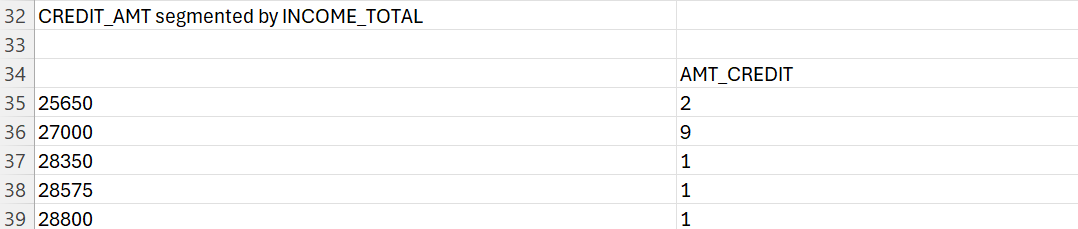 32 CREDIT_AMT segmented by INCOME_TOTAL
33
34 AMT_CREDIT
35 25650 2
36 27000 9
37 28350 1
38 28575 1
39 28800 1